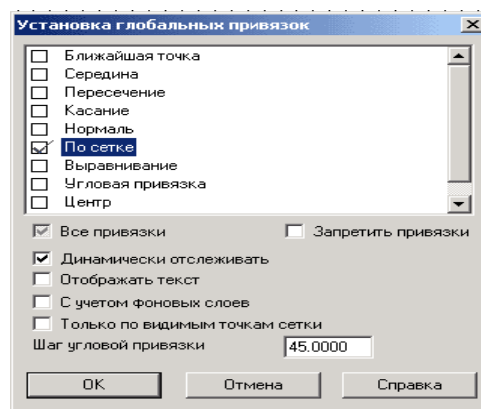 Установка глобальных привязок
Ближайшая точка
Середина
Пересечение
Касание
Нормаль
По сетке
Выравнивание
Угловая привязка
Центр
Все привязки Запретить привязки
Динамически отслеживать
Отображать текст
С учетом фоновых слоев
Только по видимым точкам сетки
Шаг угловой привязки 45.0000
OK Отмена Справка